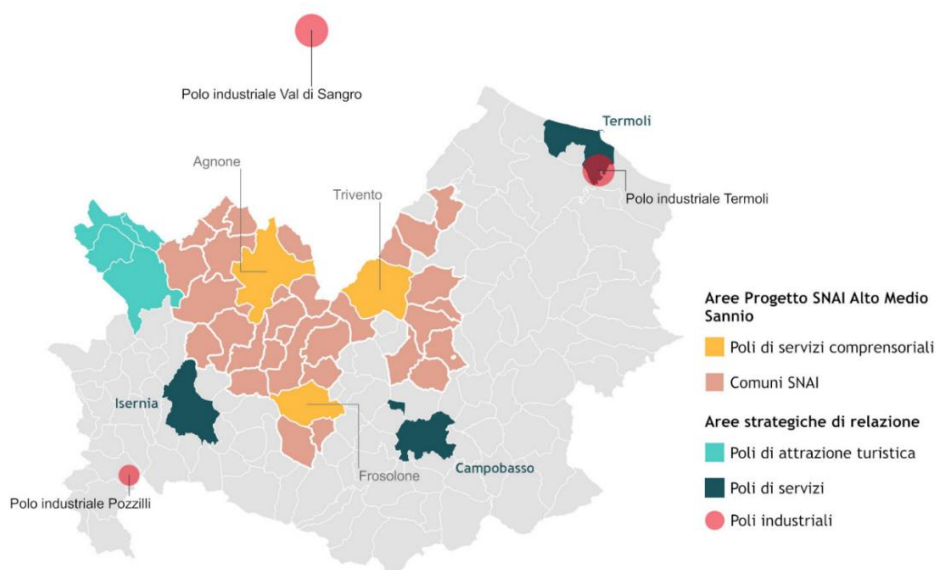 Polo industriale Val di Sangro
Termoli
Agnone
Trivento
Polo industriale Termoli
Isernia
Campobasso
Frosolone
Polo industriale Pozzilli
Aree Progetto SNAI Alto Medio
Sannio
Poli di servizi comprensoriali
Comuni SNAI
Aree strategiche di relazione
Poli di attrazione turistica
Poli di servizi
Poli industriali